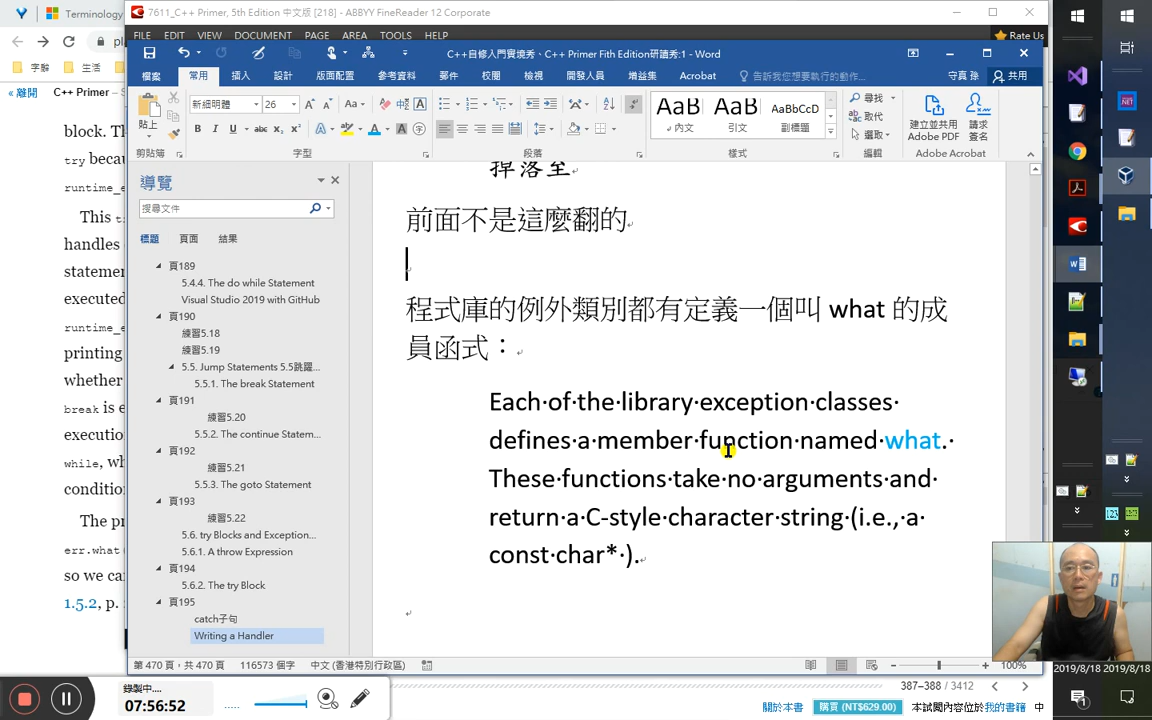 Terminology
7611_C++ Primer, 5th Edition 中文版 [218] - ABBYY FineReader 12 Corporate
FILE EDIT VIEW DOCUMENT PAGE AREA TOOLS HELP
Rate Us
C++自修入門實境秀、C++ Primer Fith Edition研讀秀:1 - Word
檔案 常用 插入 設計 版面配置 參考資料 郵件 校閱 檢視 開發人員 增益集 Acrobat 告訴我您想要執行的動作... 守真 孫 共用
字辭 生活
離開 C++ Primer
貼上
新細明體 26
AaBbC AaBbC AaBbCcD
內文 引文 副標題
尋找
取代
選取
建立並共用 Adobe PDF
請求簽名
剪貼簿 字型 段落 樣式 編輯 Adobe Acrobat
導覽
搜尋文件
標題 頁面 結果
頁189
5.4.4. The do while Statement
Visual Studio 2019 with GitHub
頁190
練習5.18
練習5.19
5.5. Jump Statements 5.5跳躍...
5.5.1. The break Statement
頁191
練習5.20
5.5.2. The continue Statem...
頁192
練習5.21
5.5.3. The goto Statement
頁193
練習5.22
5.6. try Blocks and Exception...
5.6.1. A throw Expression
頁194
5.6.2. The try Block
頁195
catch子句
Writing a Handler
block. Th
try becau
runtime_e
This t
handles
statemen
executed
runtime_e
printing
whether
break is e
while, wh
condition
The pr
err.what(
so we ca
1.5.2, p.
掉落至
前面不是這麼翻的
程式庫的例外類別都有定義一個叫 what 的成
員函式：
Each of the library exception classes
defines a member function named what.
These functions take no arguments and
return a C-style character string (i.e., a
const char* ).
第 470 頁，共 470 頁 116573 個字 中文 (香港特別行政區) 100%
錄製中....
07:56:52
387–388 / 3412
關於本書 購買 (NT$629.00) 本試閱內容位於我的書籍 中
2019/8/18 2019/8/18